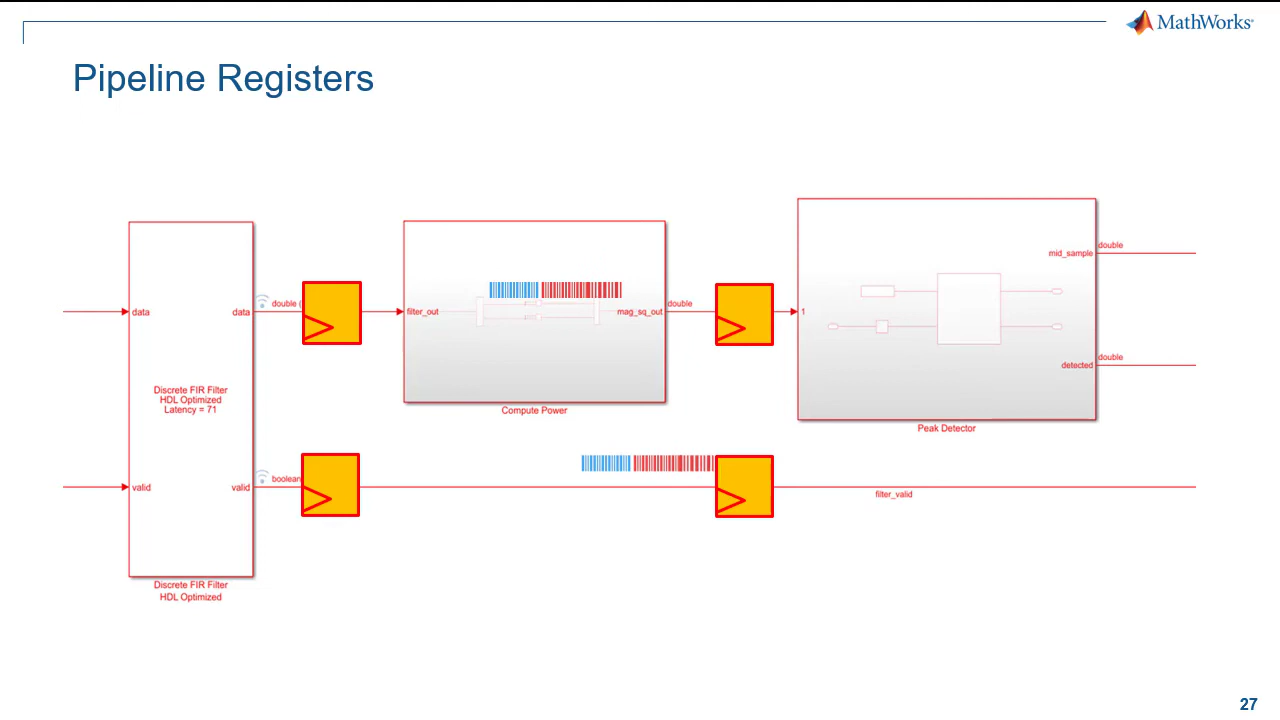 MathWorks
Pipeline Registers
data
data
Discrete FIR Filter
HDL Optimized
Latency = 71
valid
valid
Discrete FIR Filter
HDL Optimized
double (
boolean
filter_out
mag_sq_out
Compute Power
double
1
mid_sample
detected
Peak Detector
double
double
filter_valid
27